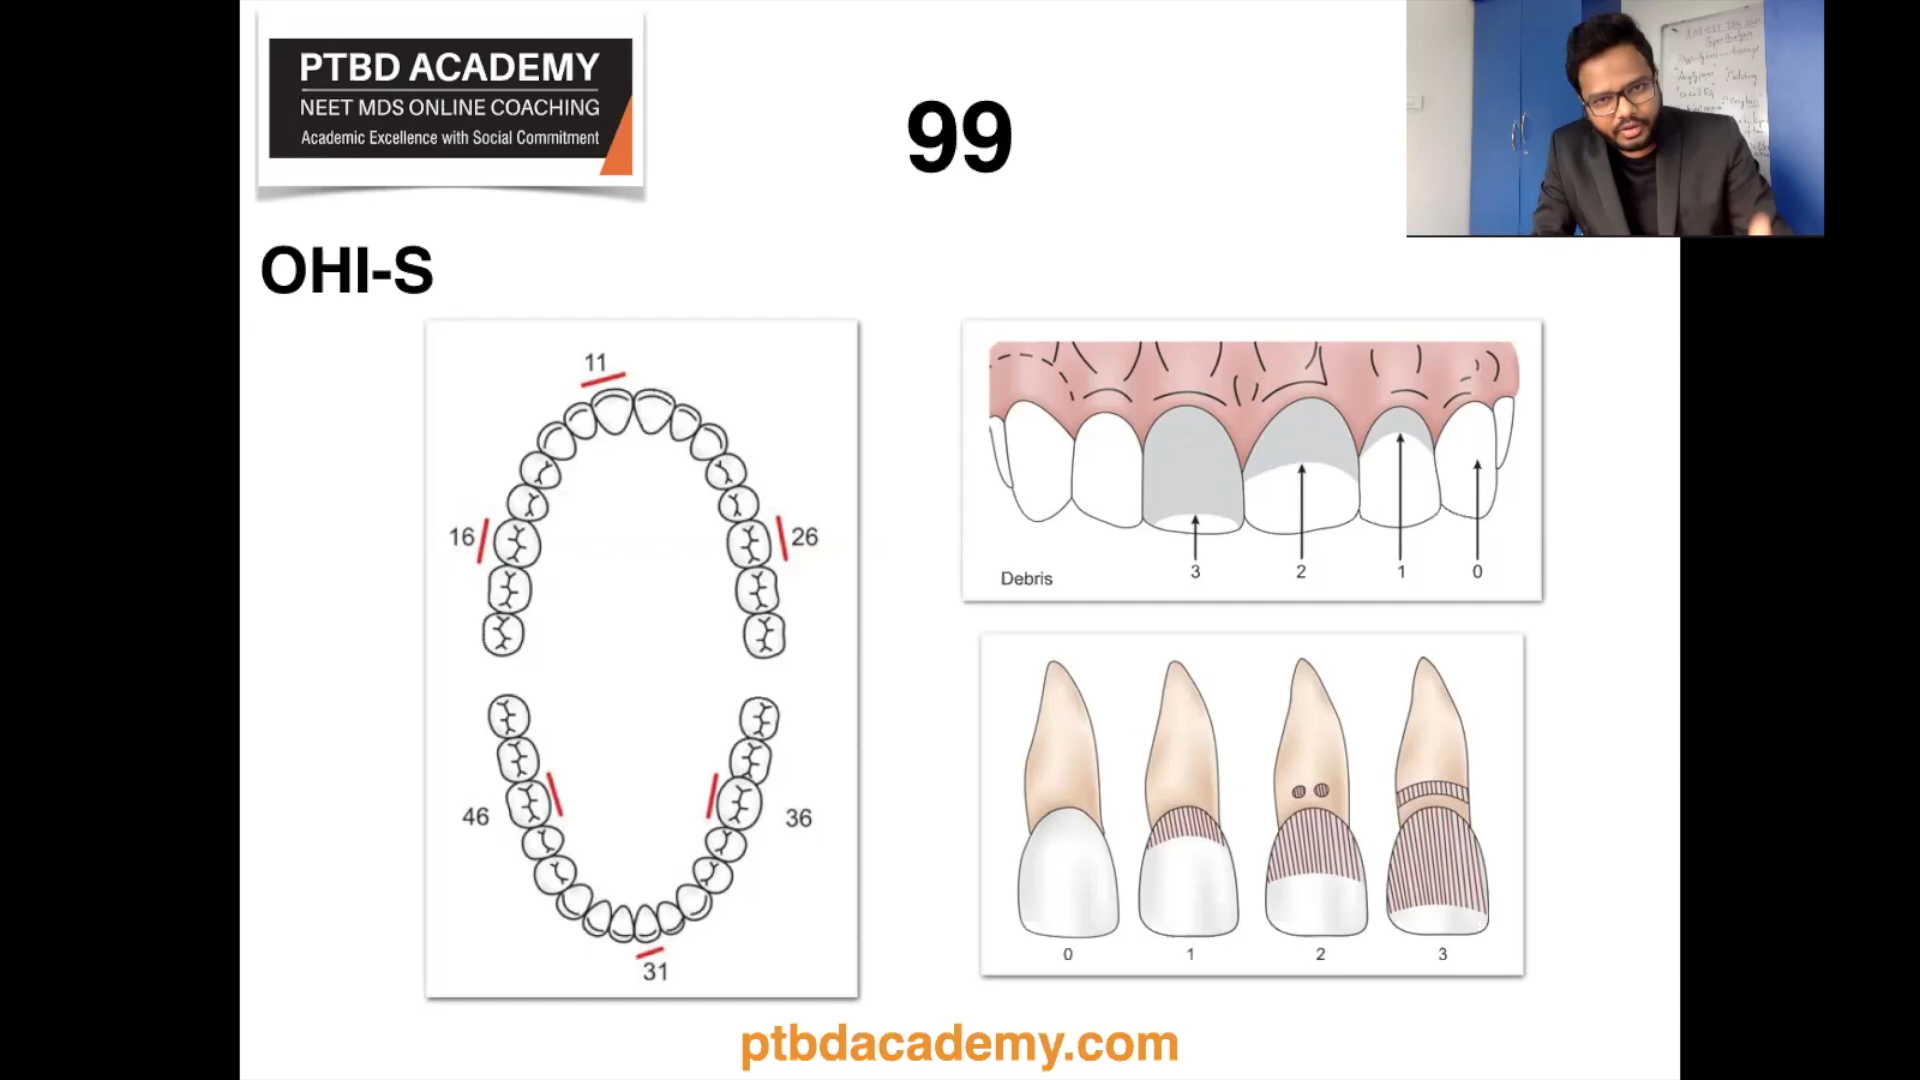 PTBD ACADEMY
NEET MDS ONLINE COACHING
Academic Excellence with Social Commitment
99
OHI-S
11
16
26
46
36
31
3
2
1
0
Debris
0
1
2
3
ptbdacademy.com